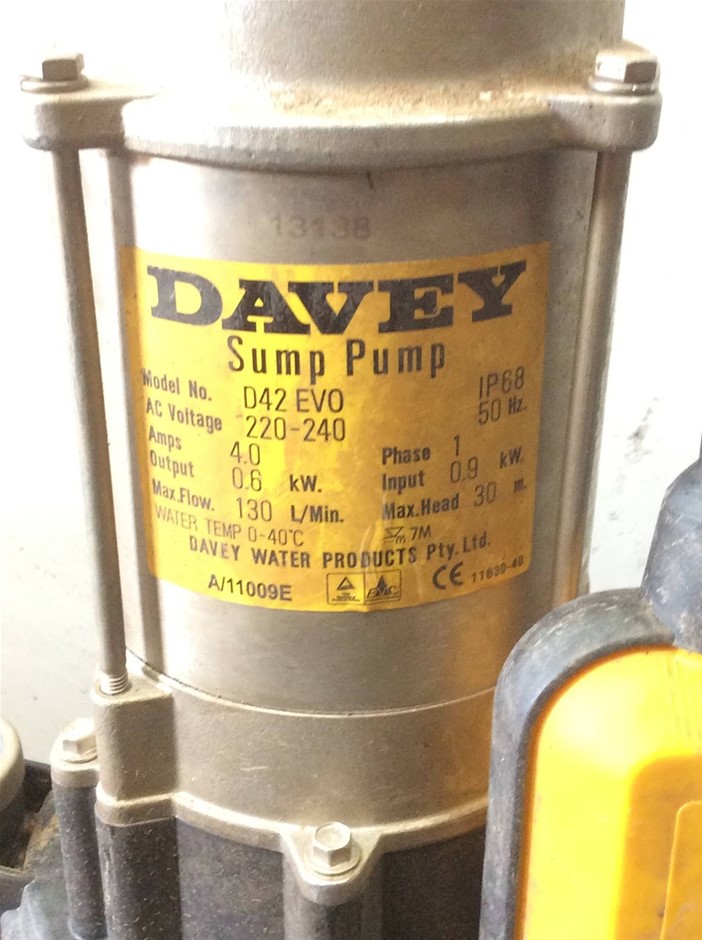 13138
DAVEY
Sump Pump
Model No. D42 EVO IP68
AC Voltage 220-240 50 Hz.
Amps 4.0 Phase 1
Output 0.6 kW. Input 0.9 kW.
Max.Flow. 130 L/Min. Max.Head 30 m.
WATER TEMP 0-40°C 7M
DAVEY WATER PRODUCTS Pty. Ltd.
A/11009E EMC CE 11630-4B